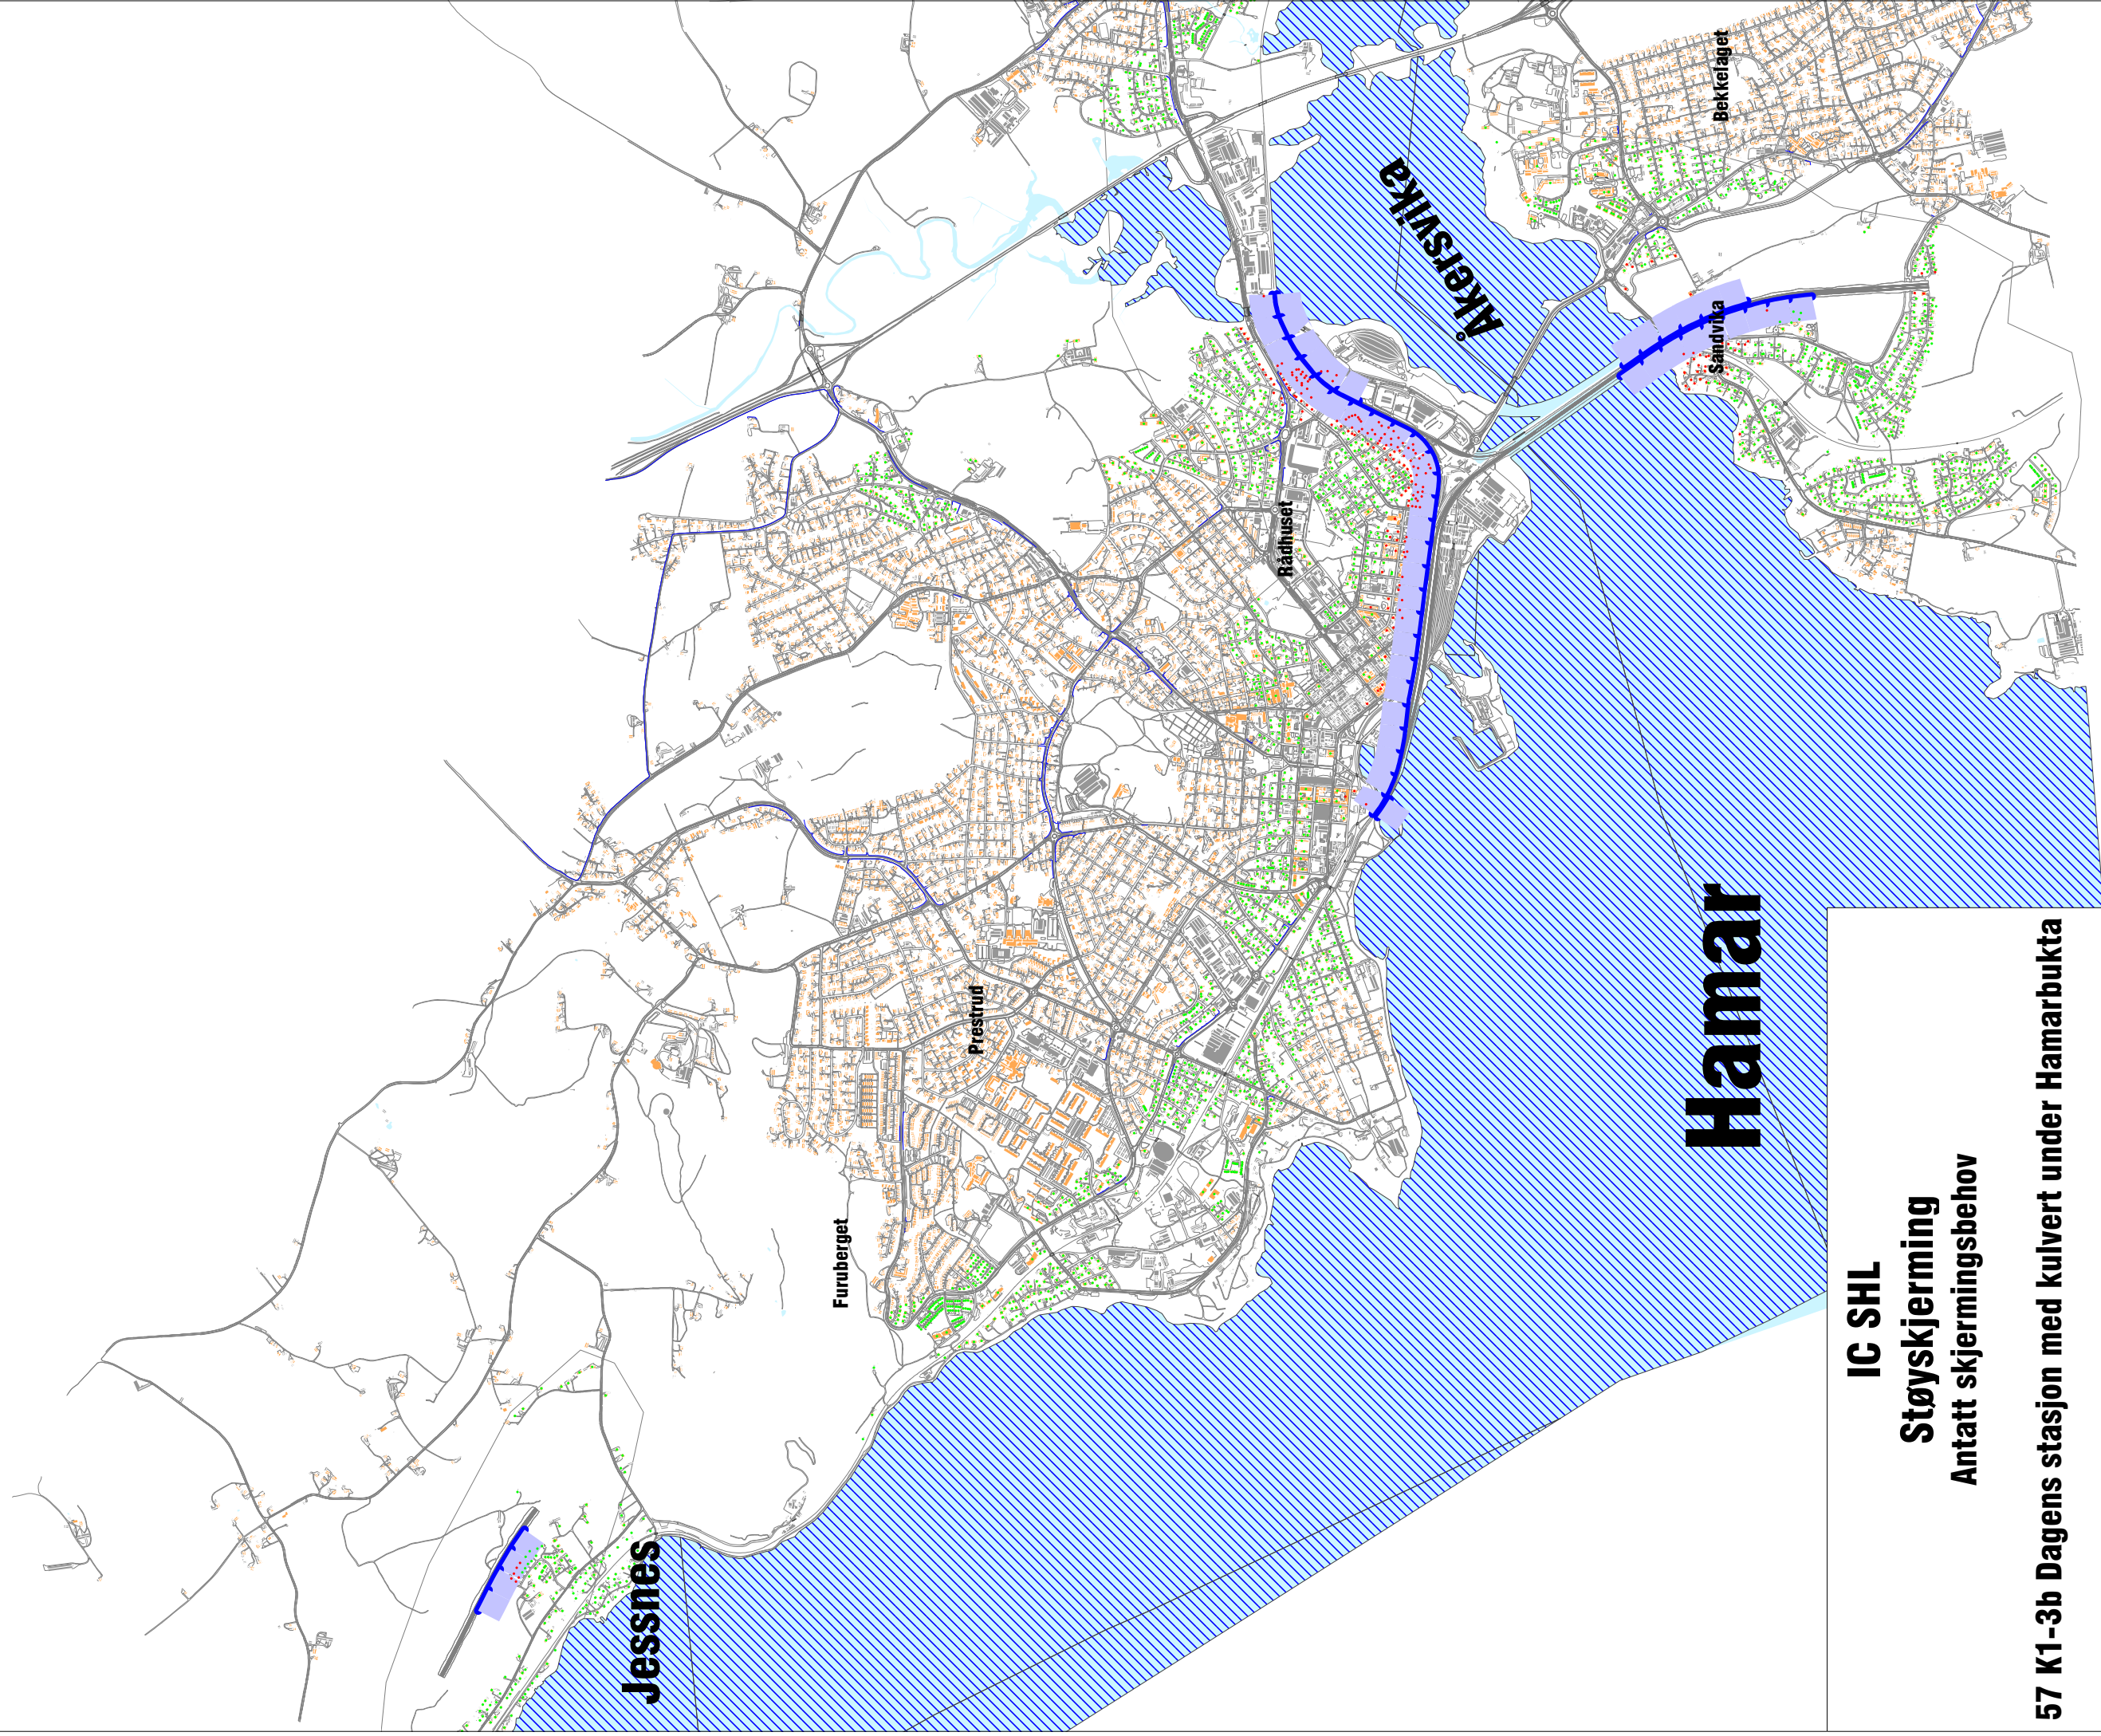 Bekkelaget
Åkersvika
Sandvika
Rådhuset
Prestrud
Furuberget
Hamar
Jessnes
IC SHL
Støyskjerming
Antatt skjermingsbehov
57 K1-3b Dagens stasjon med kulvert under Hamarbukta